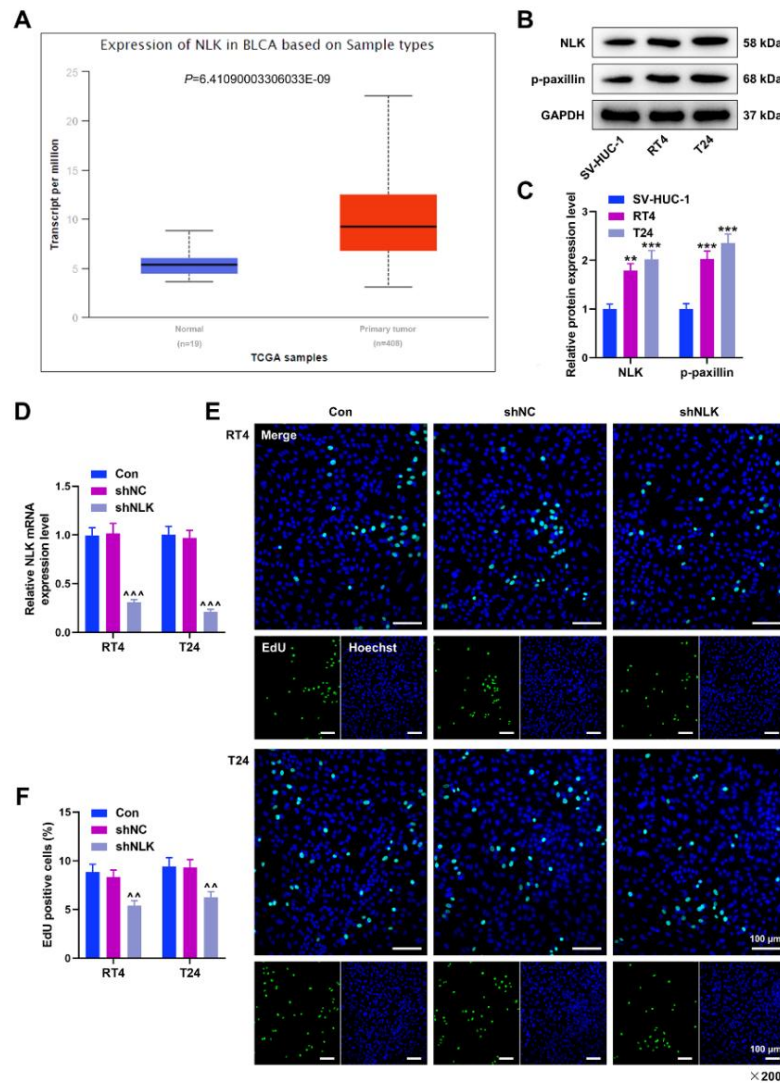 A
Expression of NLK in BLCA based on Sample types
P=6.41090003306033E-09
Transcript per million
25
20
15
10
5
0
Normal
(n=19)
Primary tumor
(n=408)
TCGA samples
B
NLK
58 kDa
p-paxillin
68 kDa
GAPDH
37 kDa
SV-HUC-1
RT4
T24
C
SV-HUC-1
RT4
T24
Relative protein expression level
3
2
1
0
** ***
*** ***
NLK
p-paxillin
D
Con
shNC
shNLK
Relative NLK mRNA
expression level
1.5
1.0
0.5
0.0
^^^
^^^
RT4
T24
E
Con
shNC
shNLK
RT4
Merge
EdU
Hoechst
T24
100 μm
100 μm
×200
F
Con
shNC
shNLK
EdU positive cells (%)
15
10
5
0
^^
^^
RT4
T24